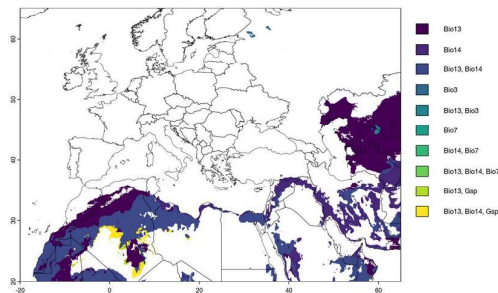 60
50
40
30
20
-20
0
20
40
60
Bio13
Bio14
Bio13, Bio14
Bio3
Bio13, Bio3
Bio7
Bio14, Bio7
Bio13, Bio14, Bio7
Bio13, Gsp
Bio13, Bio14, Gsp